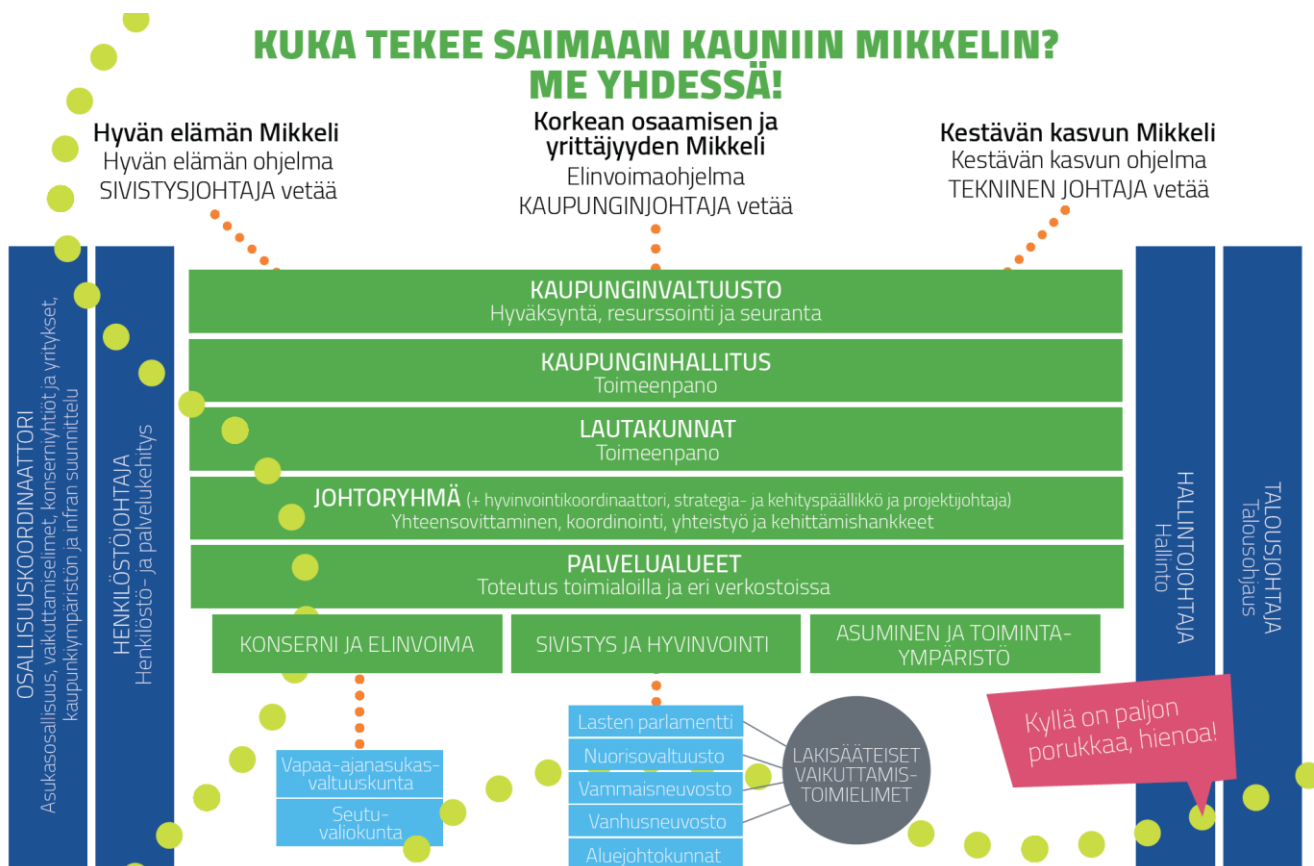 KUKA TEKEE SAIMAAN KAUNIIN MIKKELIN?
ME YHDESSÄ!
Hyvän elämän Mikkeli
Hyvän elämän ohjelma
SIVISTYSJOHTAJA vetää
Korkean osaamisen ja
yrittäjyyden Mikkeli
Elinvoimaohjelma
KAUPUNGINJOHTAJA vetää
Kestävän kasvun Mikkeli
Kestävän kasvun ohjelma
TEKNINEN JOHTAJA vetää
OSALLISUUSKOORDINAATTORI
Asukasosallisuus, vaikuttamiselimet, konserniyhtiöt ja yritykset,
kaupunkiympäristön ja infran suunnittelu
HENKILÖSTÖJOHTAJA
Henkilöstö- ja palvelukehitys
KAUPUNGINVALTUUSTO
Hyväksyntä, resurssointi ja seuranta
KAUPUNGINHALLITUS
Toimeenpano
LAUTAKUNNAT
Toimeenpano
JOHTORYHMÄ (+ hyvinvointikoordinaattori, strategia- ja kehityspäällikkö ja projektijohtaja)
Yhteensovittaminen, koordinointi, yhteistyö ja kehittämishankkeet
PALVELUALUEET
Toteutus toimialoilla ja eri verkostoissa
KONSERNI JA ELINVOIMA
SIVISTYS JA HYVINVOINTI
ASUMINEN JA TOIMINTA-
YMPÄRISTÖ
HALLINTOJOHTAJA
Hallinto
TALOUSJOHTAJA
Talousohjaus
Vapaa-ajanasukas-
valtuuskunta
Seutu-
valiokunta
Lasten parlamentti
Nuorisovaltuusto
Vammaisneuvosto
Vanhusneuvosto
Aluejohtokunnat
LAKISÄÄTEISET
VAIKUTTAMIS-
TOIMIELIMET
Kyllä on paljon
porukkaa, hienoa!